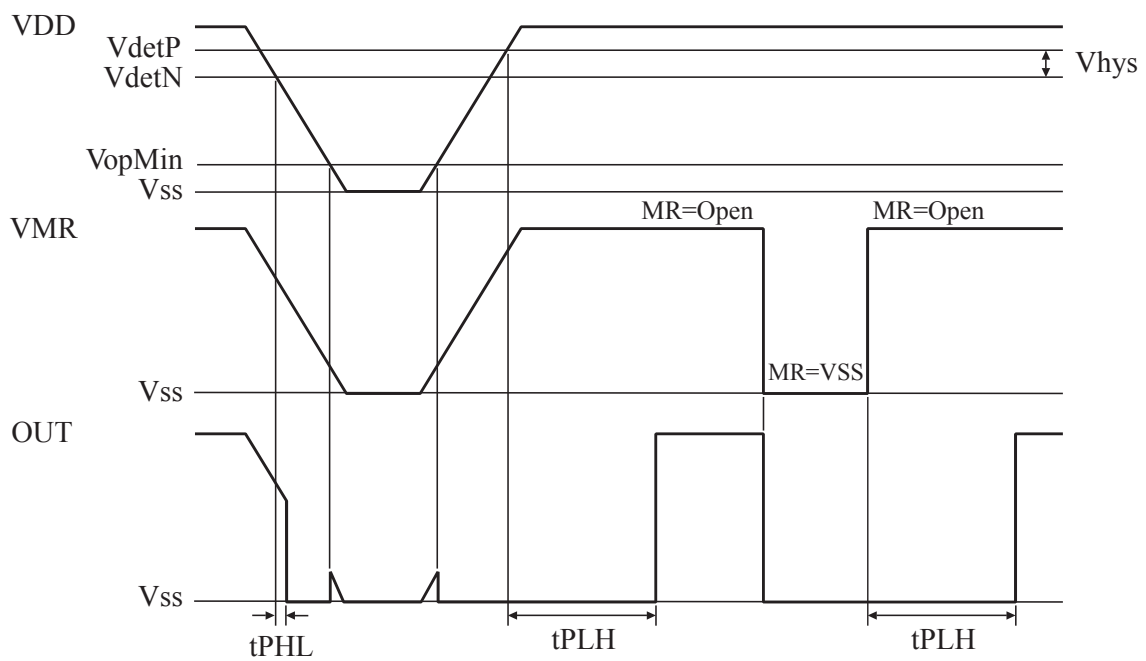 VDD
VdetP
VdetN
Vhys
VopMin
Vss
VMR
MR=Open
MR=Open
MR=VSS
Vss
OUT
Vss
tPHL
tPLH
tPLH